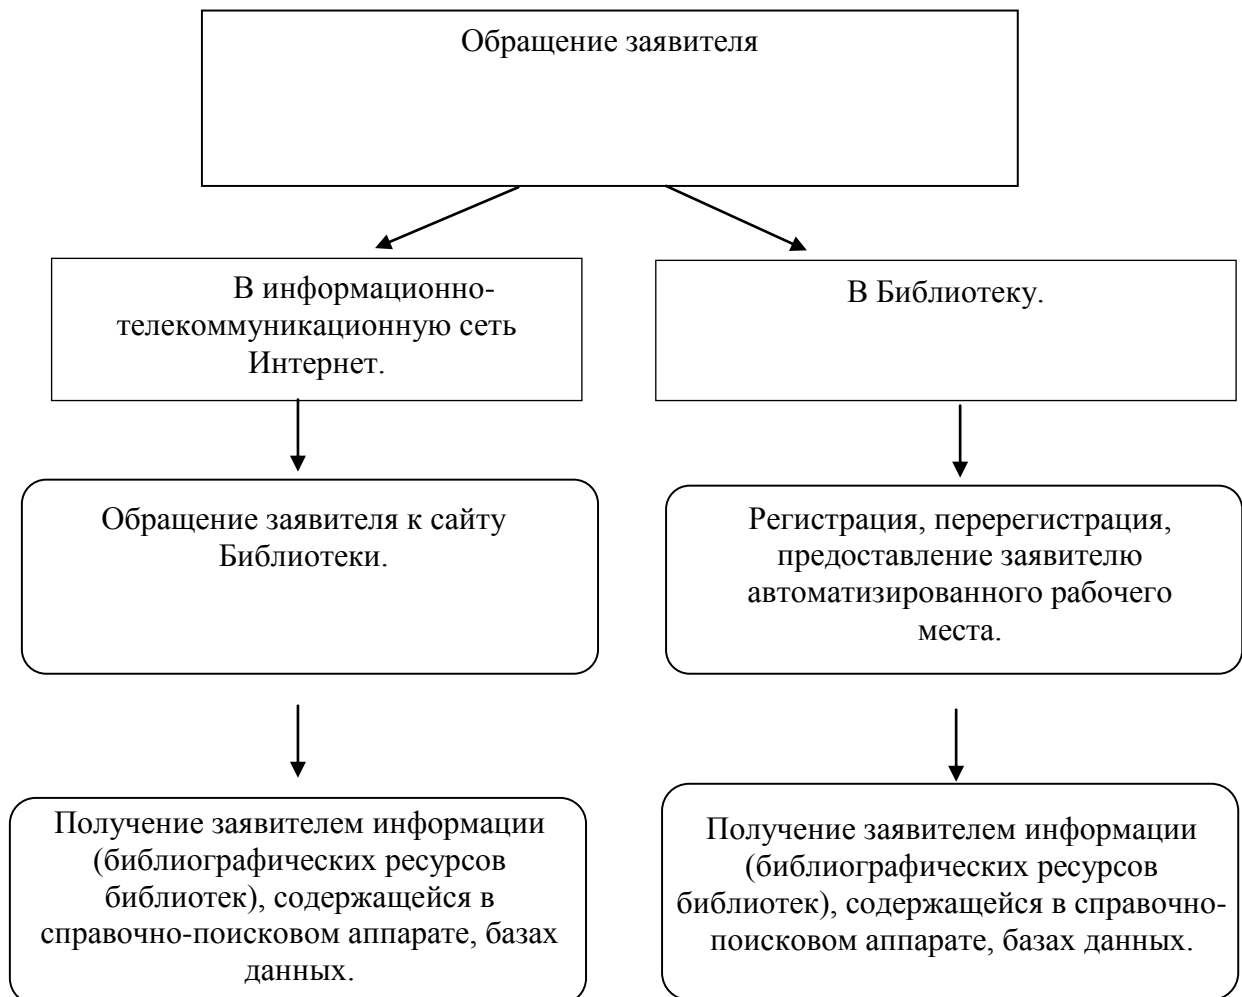 Обращение заявителя
В информационно-
телекоммуникационную сеть
Интернет.
В Библиотеку.
Обращение заявителя к сайту
Библиотеки.
Регистрация, перерегистрация,
предоставление заявителю
автоматизированного рабочего
места.
Получение заявителем информации
(библиографических ресурсов
библиотек), содержащейся в
справочно-поисковом аппарате, базах
данных.
Получение заявителем информации
(библиографических ресурсов
библиотек), содержащейся в справочно-
поисковом аппарате, базах данных.